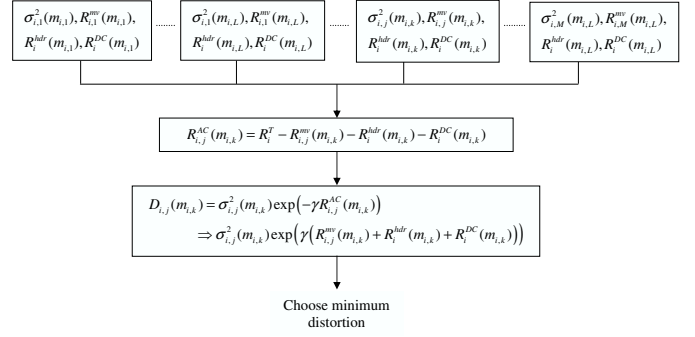 σ²_{i,1}(m_{i,1}), R^{mv}_{i,1}(m_{i,1}),
R^{hdr}_i(m_{i,1}), R^{DC}_i(m_{i,1})
.........
σ²_{i,1}(m_{i,L}), R^{mv}_{i,1}(m_{i,L}),
R^{hdr}_i(m_{i,L}), R^{DC}_i(m_{i,L})
.........
σ²_{i,j}(m_{i,k}), R^{mv}_{i,j}(m_{i,k}),
R^{hdr}_i(m_{i,k}), R^{DC}_i(m_{i,k})
.........
σ²_{i,M}(m_{i,L}), R^{mv}_{i,M}(m_{i,L}),
R^{hdr}_i(m_{i,L}), R^{DC}_i(m_{i,L})
R^{AC}_{i,j}(m_{i,k}) = R^T_i − R^{mv}_{i,j}(m_{i,k}) − R^{hdr}_i(m_{i,k}) − R^{DC}_i(m_{i,k})
D_{i,j}(m_{i,k}) = σ²_{i,j}(m_{i,k}) exp(−γR^{AC}_{i,j}(m_{i,k}))
⇒ σ²_{i,j}(m_{i,k}) exp(γ(R^{mv}_{i,j}(m_{i,k}) + R^{hdr}_i(m_{i,k}) + R^{DC}_i(m_{i,k})))
Choose minimum
distortion